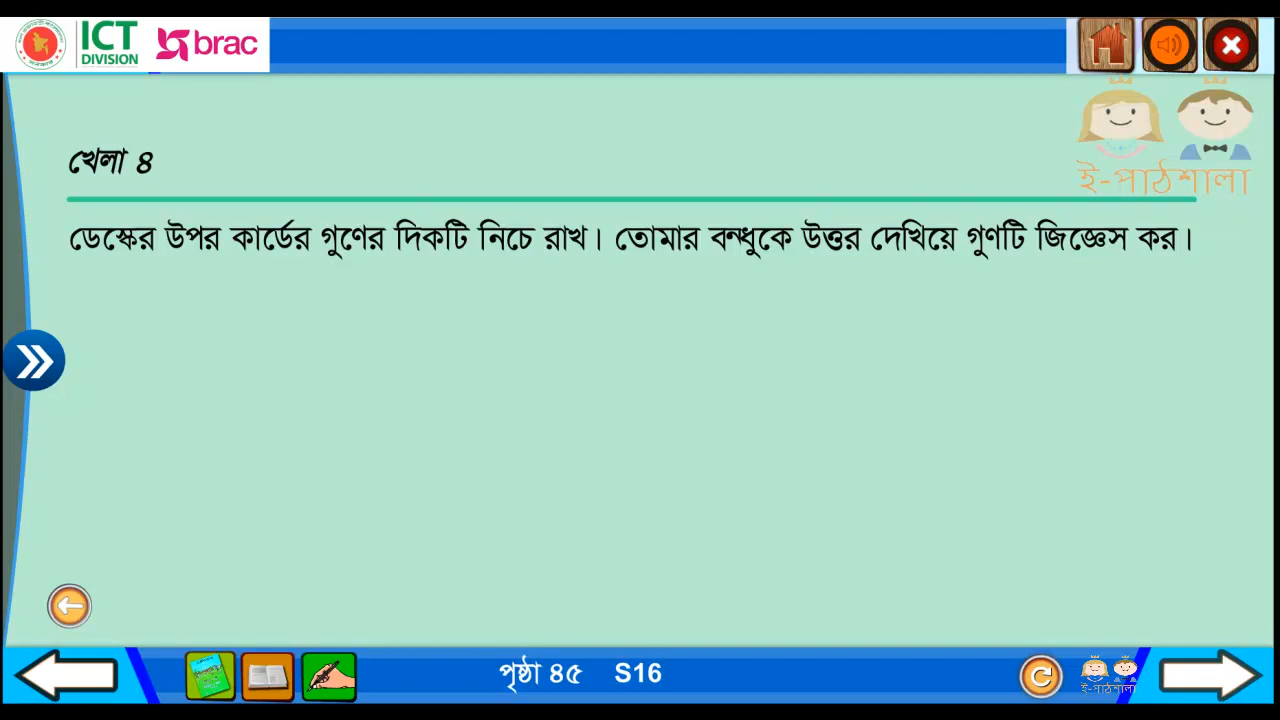 ICT
DIVISION
brac
ই-পাঠশালা
খেলা ৪
ডেস্কের উপর কার্ডের গুণের দিকটি নিচে রাখ। তোমার বন্ধুকে উত্তর দেখিয়ে গুণটি জিজ্ঞেস কর।
পৃষ্ঠা ৪৫ S16
ই-পাঠশালা